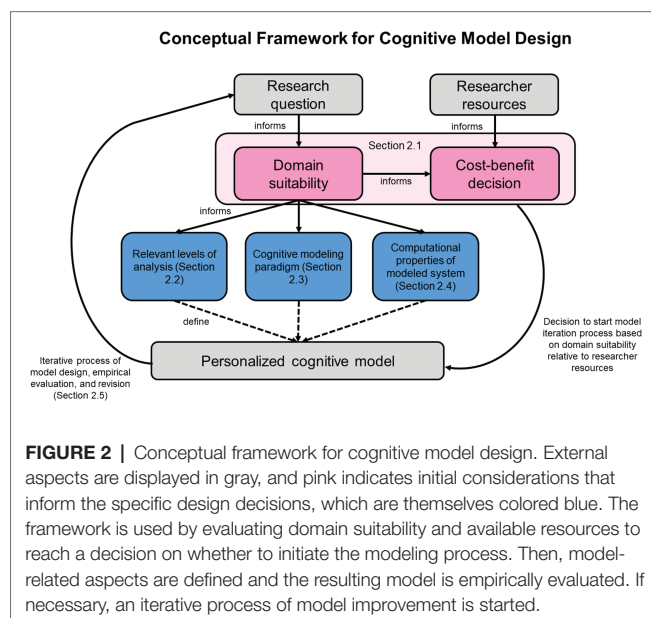 Conceptual Framework for Cognitive Model Design
Research
question
Researcher
resources
informs
informs
Section 2.1
Domain
suitability
informs
Cost-benefit
decision
informs
Relevant levels of
analysis (Section
2.2)
Cognitive modeling
paradigm (Section
2.3)
Computational
properties of
modeled system
(Section 2.4)
define
Decision to start model
iteration process based
on domain suitability
relative to researcher
resources
Personalized cognitive model
Iterative process of
model design, empirical
evaluation, and revision
(Section 2.5)
FIGURE 2 | Conceptual framework for cognitive model design. External
aspects are displayed in gray, and pink indicates initial considerations that
inform the specific design decisions, which are themselves colored blue. The
framework is used by evaluating domain suitability and available resources to
reach a decision on whether to initiate the modeling process. Then, model-
related aspects are defined and the resulting model is empirically evaluated. If
necessary, an iterative process of model improvement is started.